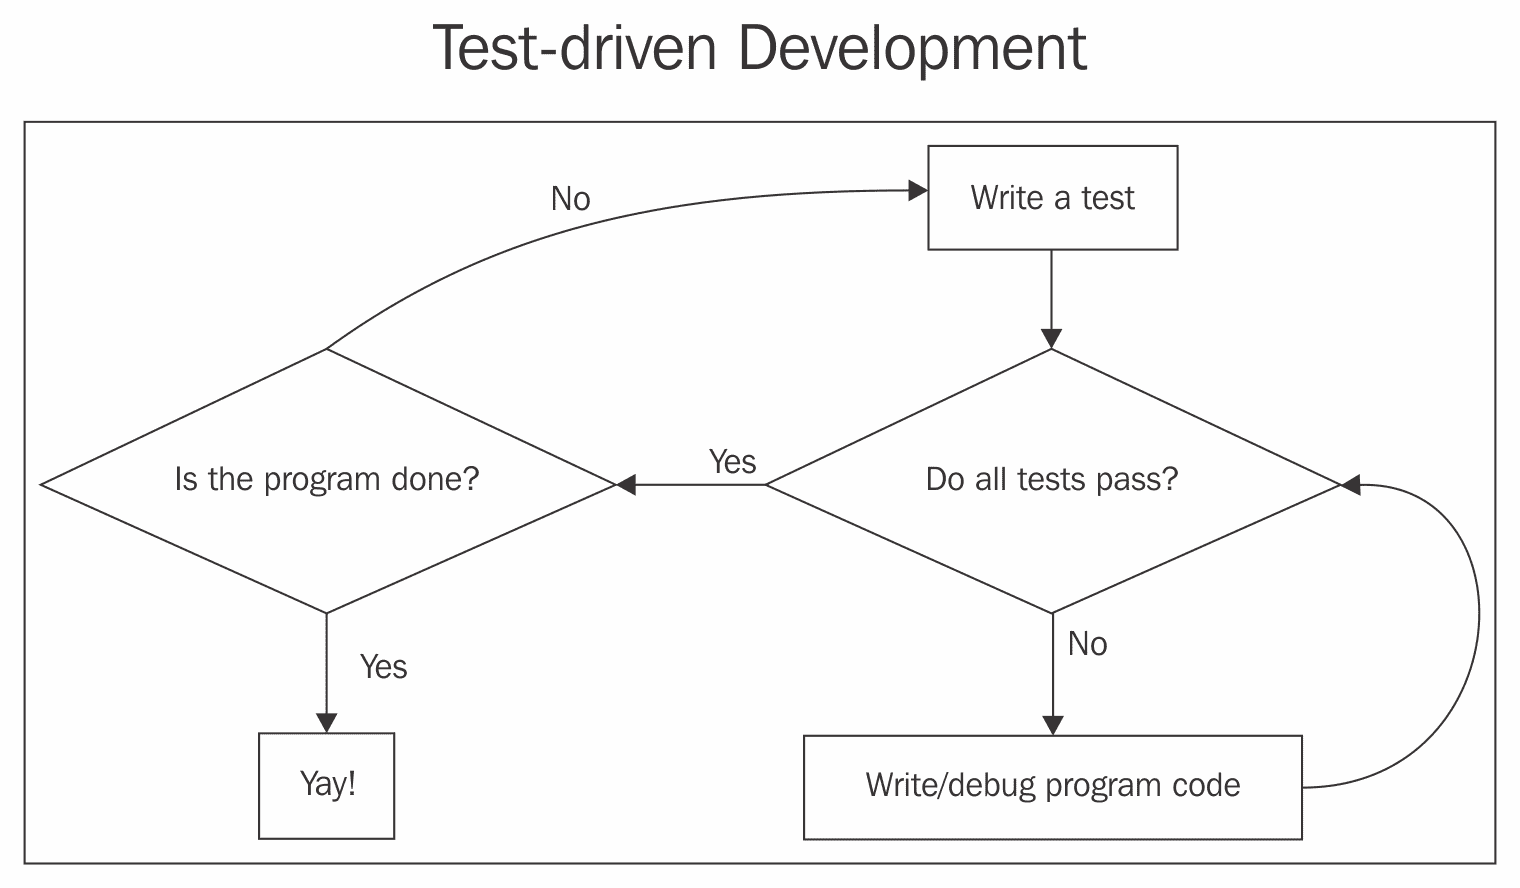 Test-driven Development
No
Write a test
Is the program done?
Yes
Do all tests pass?
Yes
No
Yay!
Write/debug program code